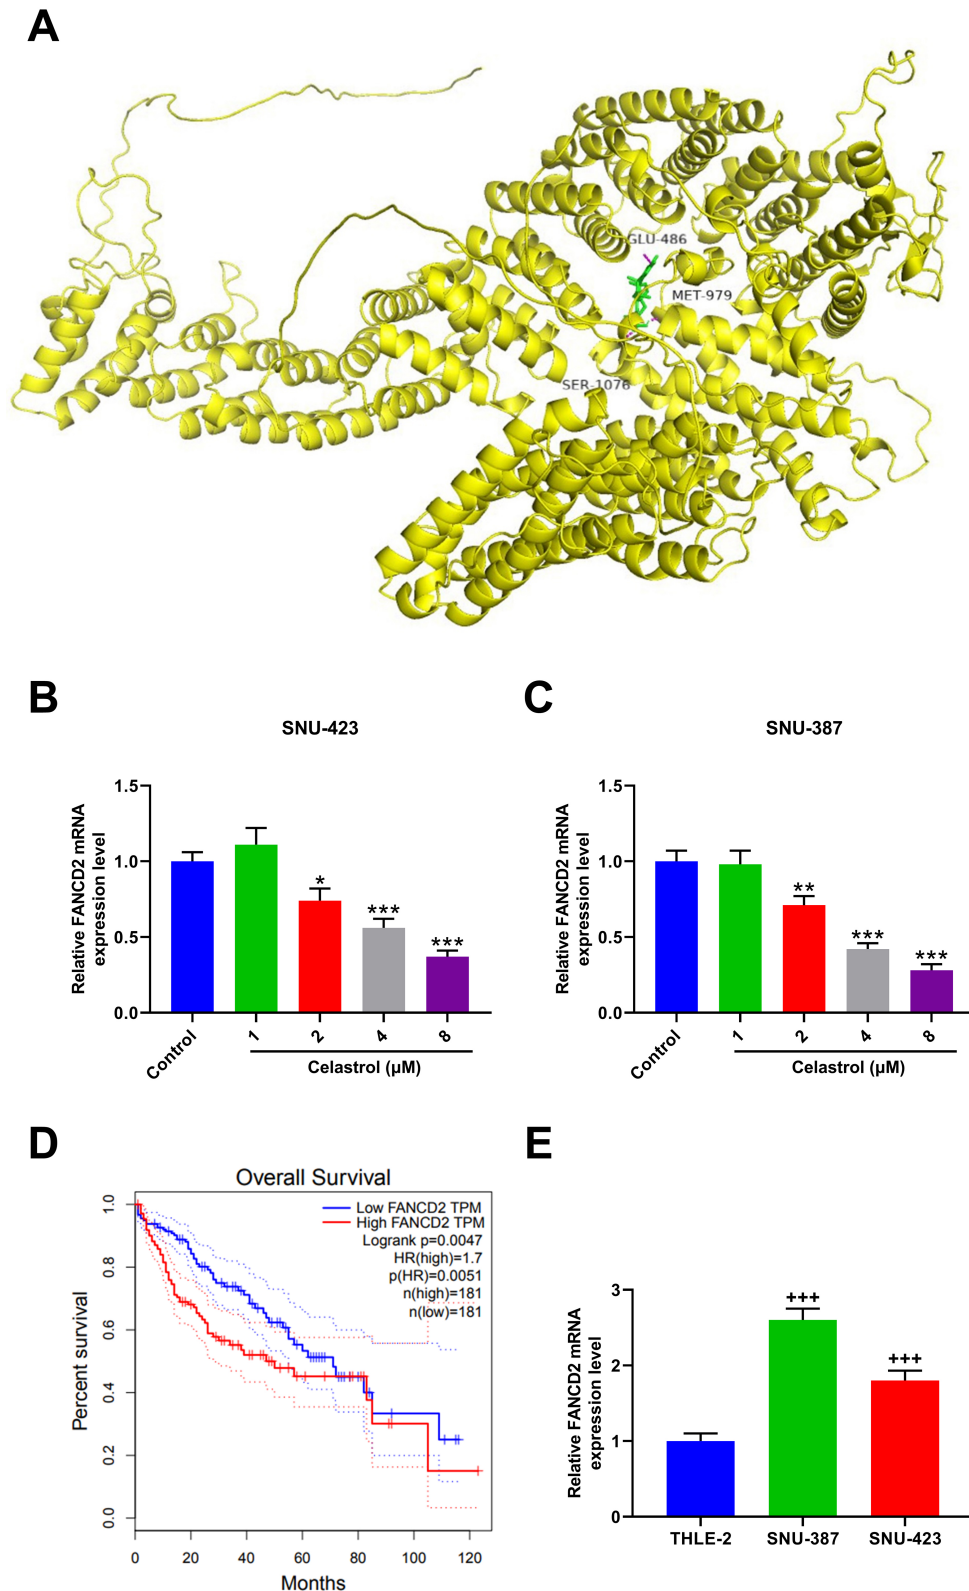 A
GLU-486
MET-979
SER-1076
B
SNU-423
Relative FANCD2 mRNA
expression level
1.5
1.0
0.5
0.0
*
***
***
Control
1
2
4
8
Celastrol (μM)
C
SNU-387
Relative FANCD2 mRNA
expression level
1.5
1.0
0.5
0.0
**
***
***
Control
1
2
4
8
Celastrol (μM)
D
Overall Survival
Low FANCD2 TPM
High FANCD2 TPM
Logrank p=0.0047
HR(high)=1.7
p(HR)=0.0051
n(high)=181
n(low)=181
Percent survival
1.0
0.8
0.6
0.4
0.2
0.0
0 20 40 60 80 100 120
Months
E
Relative FANCD2 mRNA
expression level
3
2
1
0
+++
+++
THLE-2 SNU-387 SNU-423